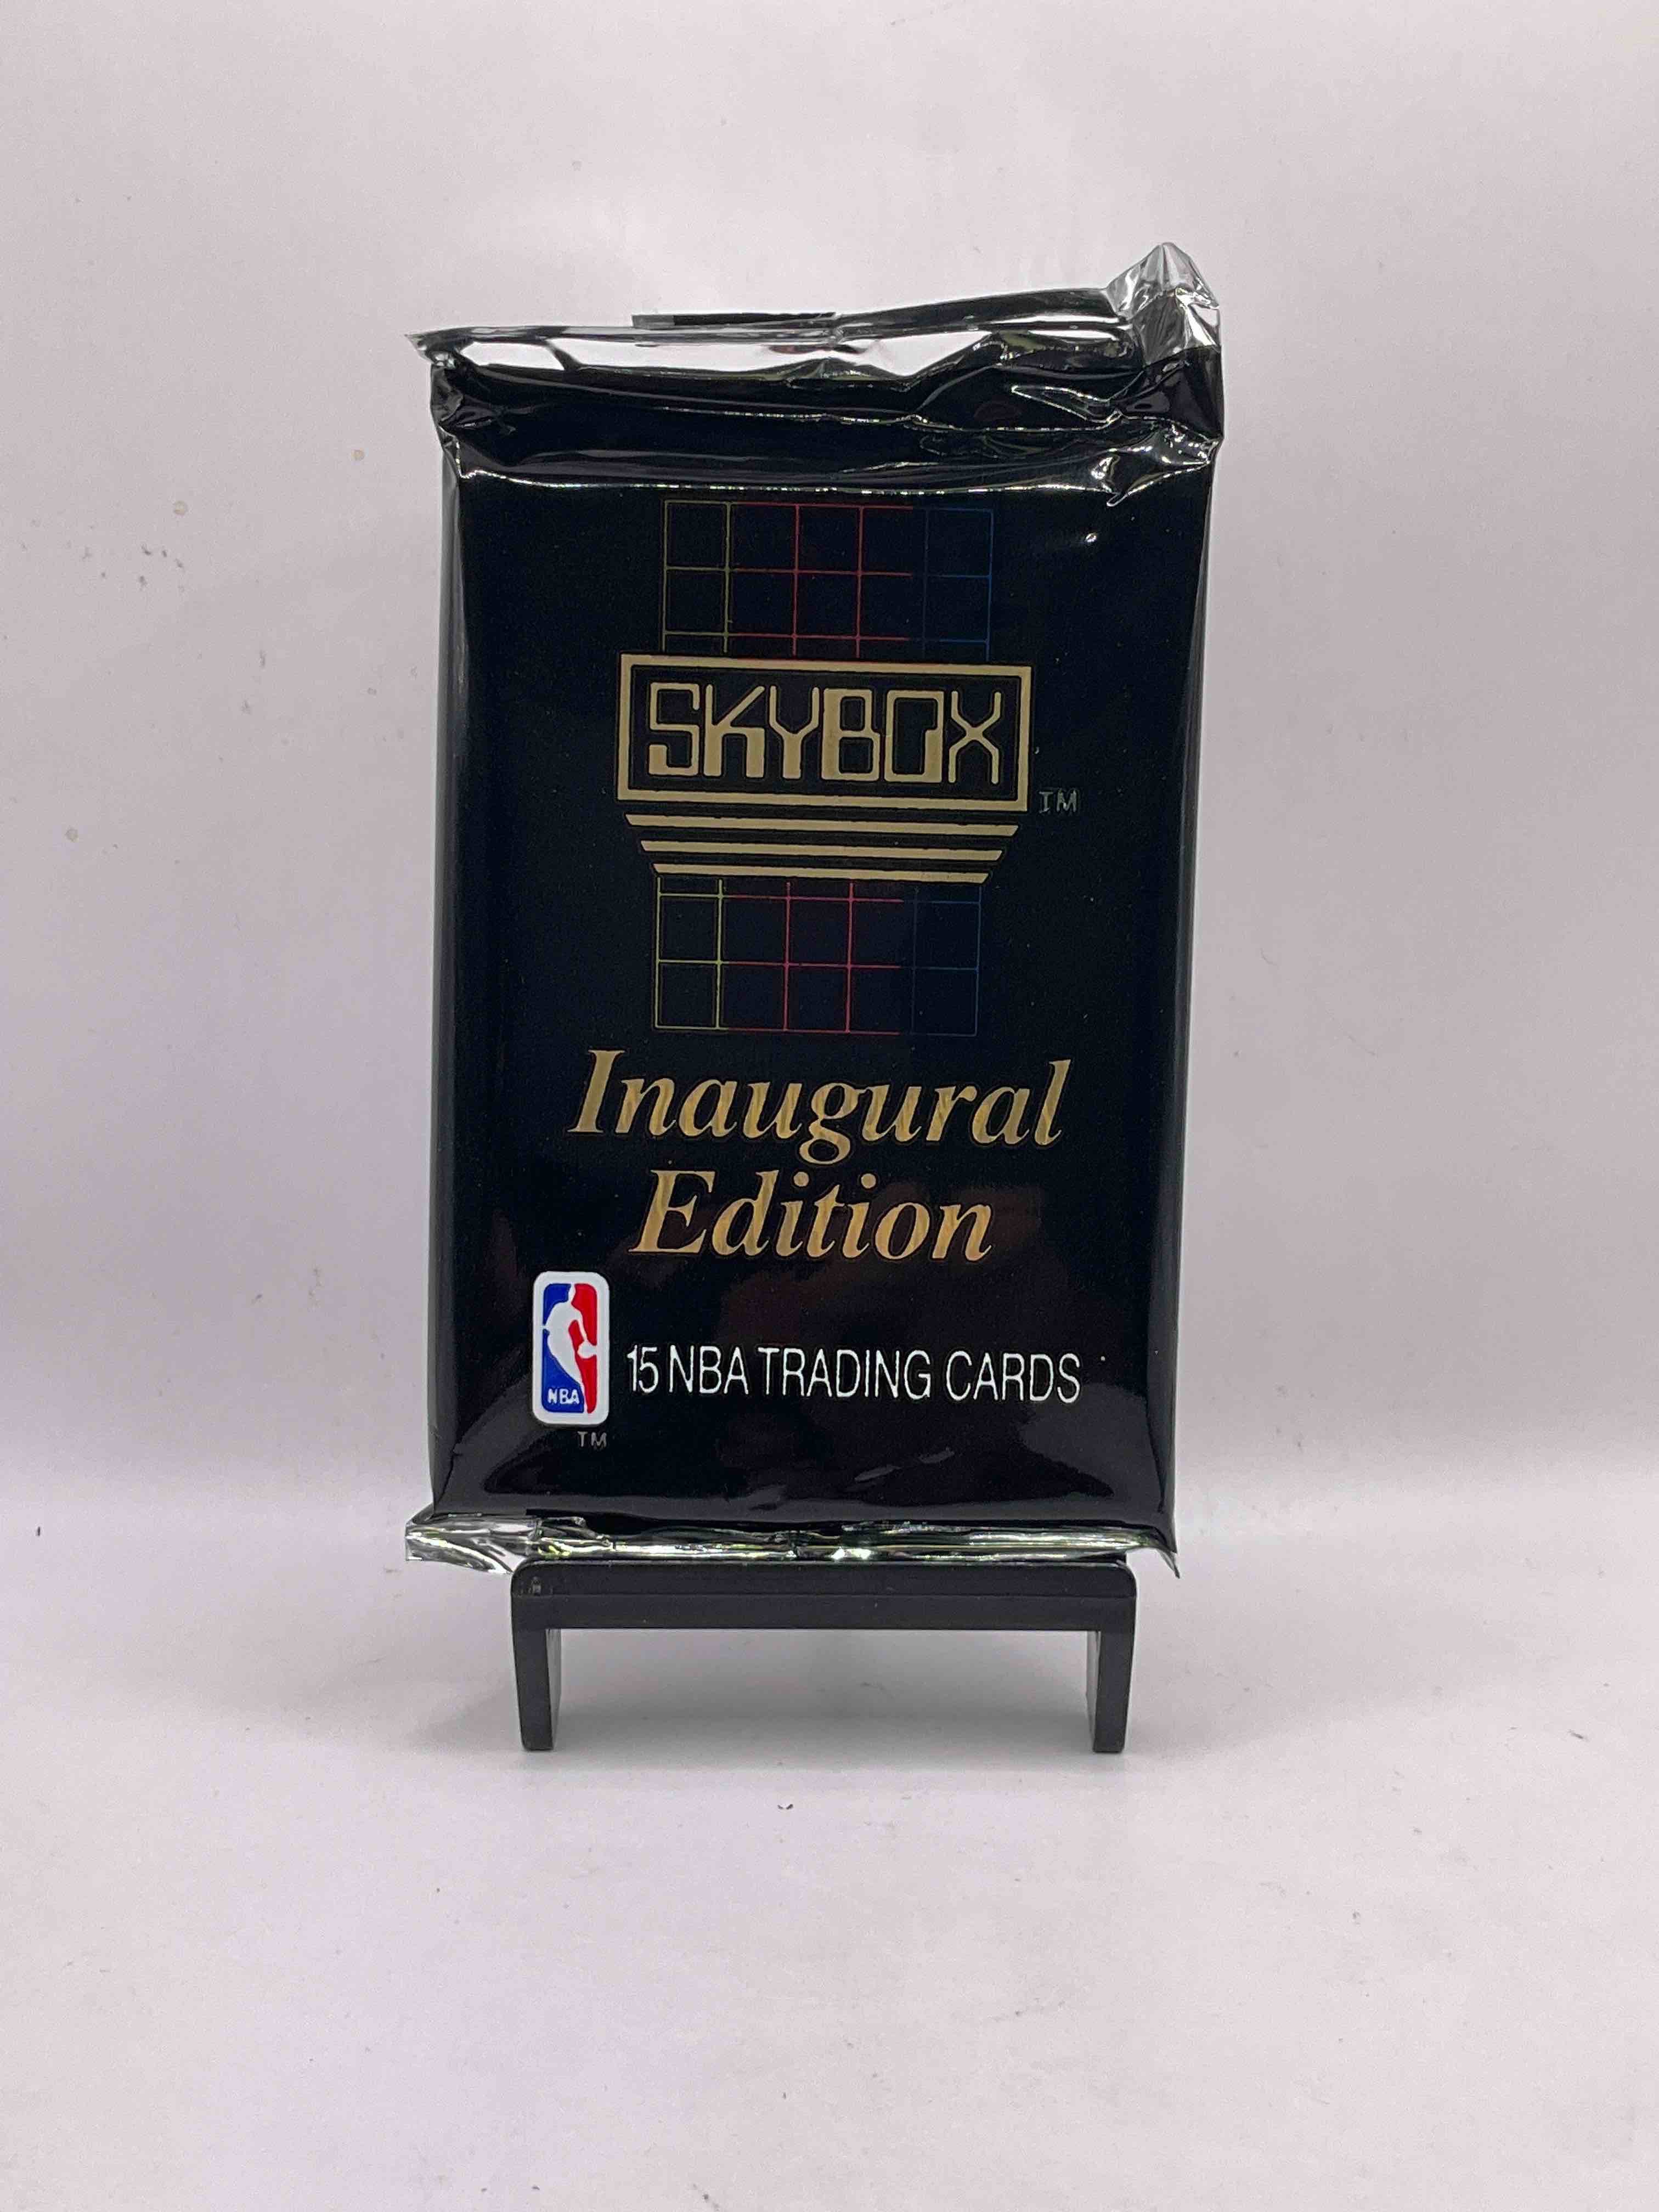 SKYBOX
TM
Inaugural
Edition
NBA
15 NBA TRADING CARDS
TM